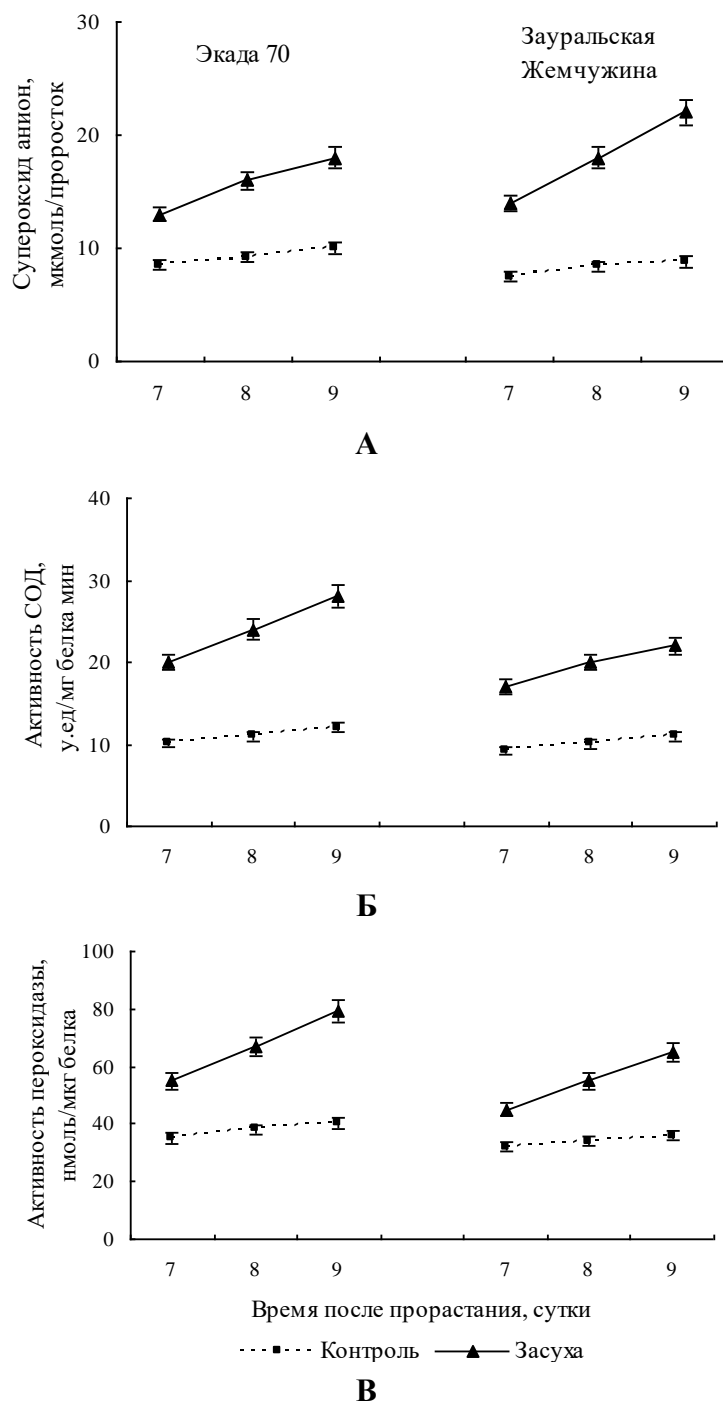 30
20
10
0
Супероксид анион,
мкмоль/проросток
Экада 70
Зауральская
Жемчужина
7 8 9 7 8 9
А
40
30
20
10
0
Активность СОД,
у.ед/мг белка мин
7 8 9 7 8 9
Б
100
80
60
40
20
0
Активность пероксидазы,
нмоль/мкг белка
7 8 9 7 8 9
Время после прорастания, сутки
Контроль Засуха
В